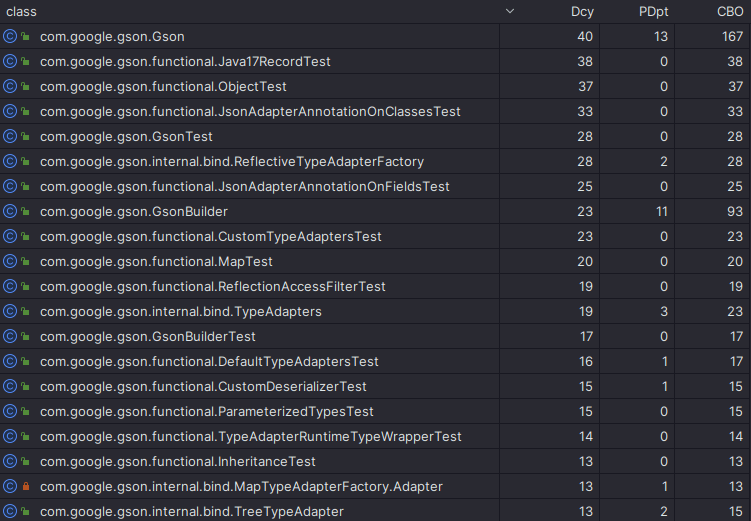 class Dcy PDpt CBO
C com.google.gson.Gson 40 13 167
C com.google.gson.functional.Java17RecordTest 38 0 38
C com.google.gson.functional.ObjectTest 37 0 37
C com.google.gson.functional.JsonAdapterAnnotationOnClassesTest 33 0 33
C com.google.gson.GsonTest 28 0 28
C com.google.gson.internal.bind.ReflectiveTypeAdapterFactory 28 2 28
C com.google.gson.functional.JsonAdapterAnnotationOnFieldsTest 25 0 25
C com.google.gson.GsonBuilder 23 11 93
C com.google.gson.functional.CustomTypeAdaptersTest 23 0 23
C com.google.gson.functional.MapTest 20 0 20
C com.google.gson.functional.ReflectionAccessFilterTest 19 0 19
C com.google.gson.internal.bind.TypeAdapters 19 3 23
C com.google.gson.GsonBuilderTest 17 0 17
C com.google.gson.functional.DefaultTypeAdaptersTest 16 1 17
C com.google.gson.functional.CustomDeserializerTest 15 1 15
C com.google.gson.functional.ParameterizedTypesTest 15 0 15
C com.google.gson.functional.TypeAdapterRuntimeTypeWrapperTest 14 0 14
C com.google.gson.functional.InheritanceTest 13 0 13
C com.google.gson.internal.bind.MapTypeAdapterFactory.Adapter 13 1 13
C com.google.gson.internal.bind.TreeTypeAdapter 13 2 15